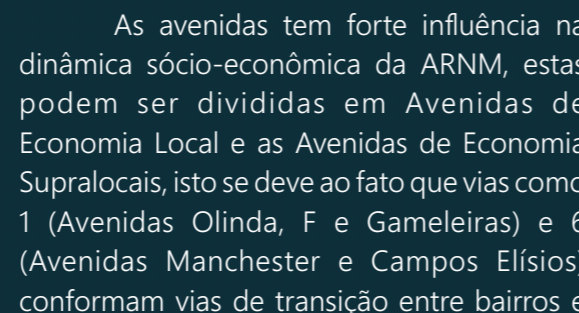 As avenidas tem forte influência na
dinâmica sócio-econômica da ARNM, estas
podem ser divididas em Avenidas de
Economia Local e as Avenidas de Economia
Supralocais, isto se deve ao fato que vias como
1 (Avenidas Olinda, F e Gameleiras) e 6
(Avenidas Manchester e Campos Elísios)
conformam vias de transição entre bairros e